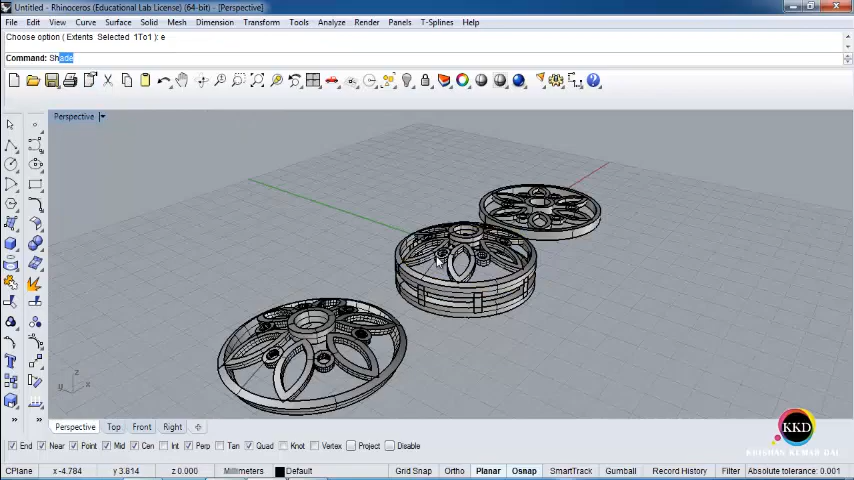 Untitled - Rhinoceros (Educational Lab License) (64-bit) - [Perspective]
File Edit View Curve Surface Solid Mesh Dimension Transform Tools Analyze Render Panels T-Splines Help
Choose option ( Extents Selected 1To1 ): e
Command: Shade
Perspective
z
y x
Perspective Top Front Right
End Near Point Mid Cen Int Perp Tan Quad Knot Vertex Project Disable
KKD
KRISHAN KUMAR DAL
CPlane x -4.784 y 3.814 z 0.000 Millimeters Default Grid Snap Ortho Planar Osnap SmartTrack Gumball Record History Filter Absolute tolerance: 0.001